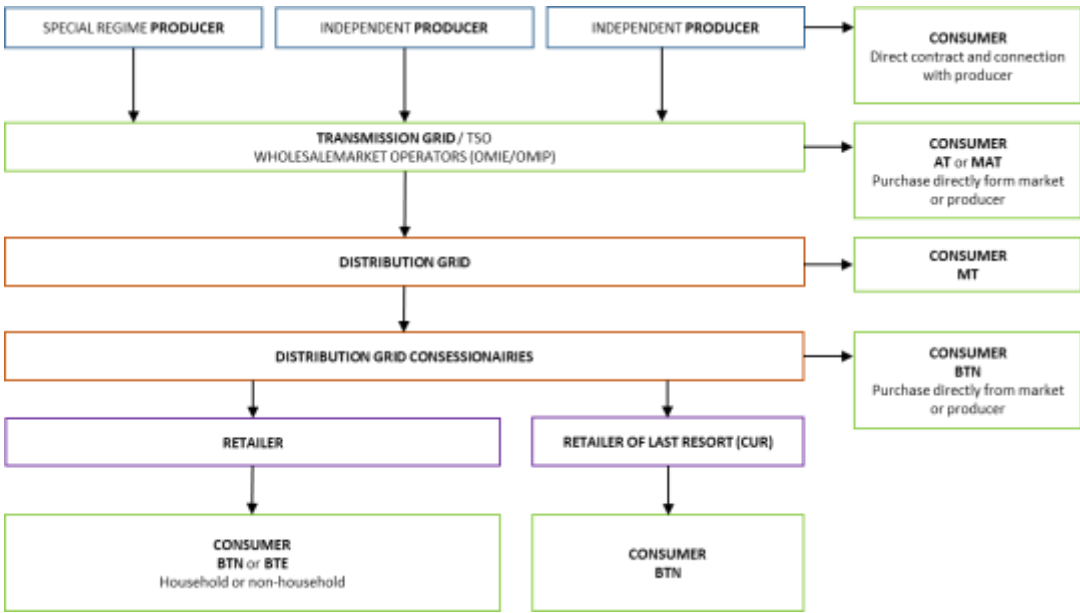 SPECIAL REGIME PRODUCER
INDEPENDENT PRODUCER
INDEPENDENT PRODUCER
CONSUMER
Direct contract and connection
with producer
TRANSMISSION GRID / TSO
WHOLESALEMARKET OPERATORS (OMIE/OMIP)
CONSUMER
AT or MAT
Purchase directly form market
or producer
DISTRIBUTION GRID
CONSUMER
MT
DISTRIBUTION GRID CONSESSIONAIRIES
CONSUMER
BTN
Purchase directly from market
or producer
RETAILER
RETAILER OF LAST RESORT (CUR)
CONSUMER
BTN or BTE
Household or non-household
CONSUMER
BTN